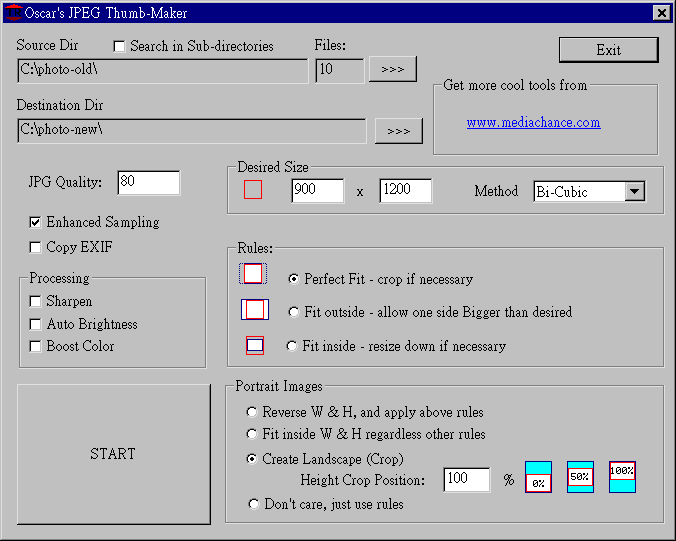 Oscar's JPEG Thumb-Maker
Source Dir
Search in Sub-directories
Files:
Exit
C:\photo-old\
10
>>>
Get more cool tools from
www.mediachance.com
Destination Dir
C:\photo-new\
>>>
JPG Quality: 80
Desired Size
900 x 1200
Method Bi-Cubic
Enhanced Sampling
Copy EXIF
Processing
Sharpen
Auto Brightness
Boost Color
Rules:
Perfect Fit - crop if necessary
Fit outside - allow one side Bigger than desired
Fit inside - resize down if necessary
START
Portrait Images
Reverse W & H, and apply above rules
Fit inside W & H regardless other rules
Create Landscape (Crop)
Height Crop Position: 100 %
0% 50% 100%
Don't care, just use rules